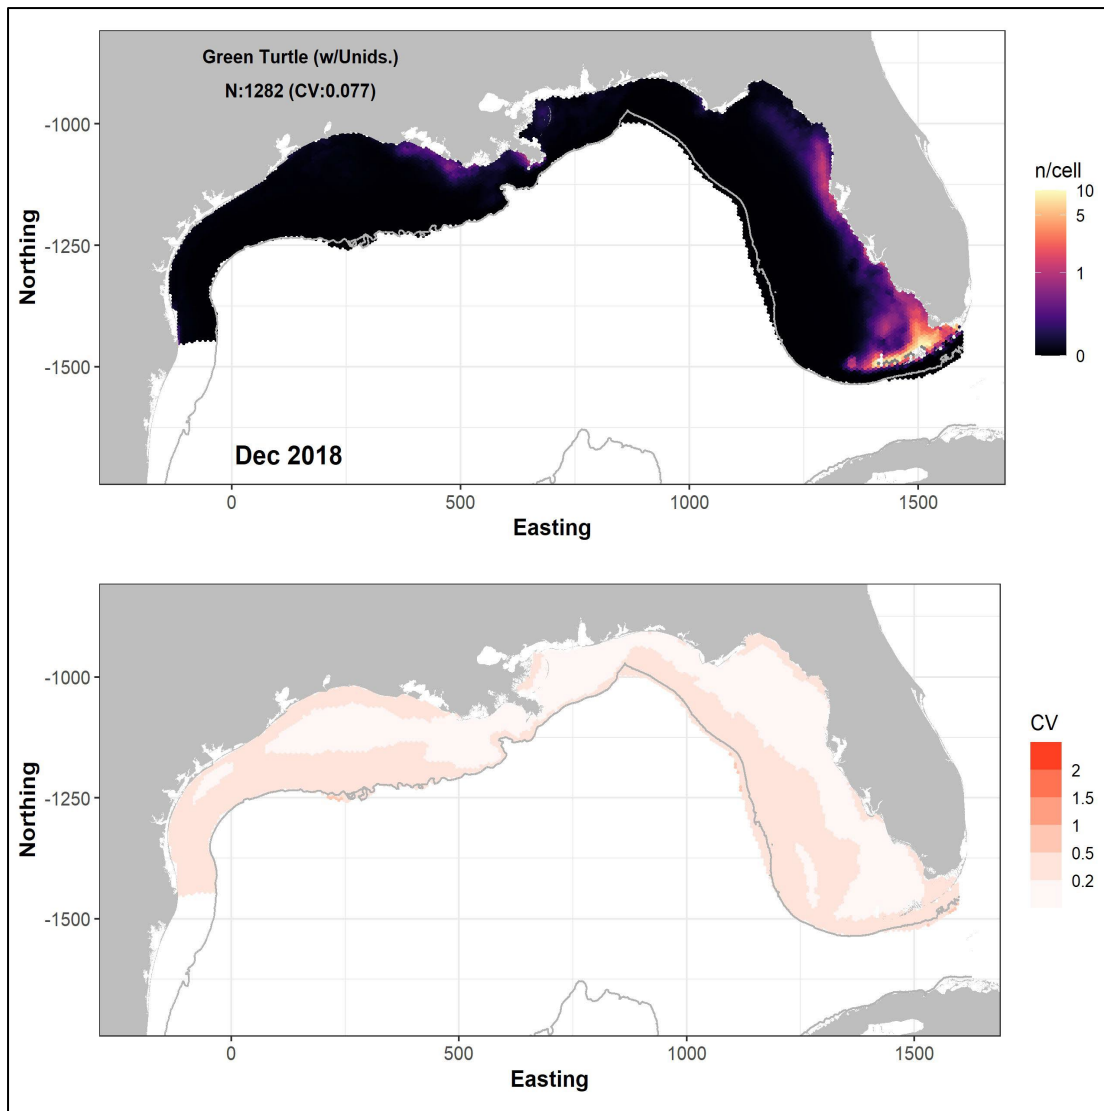 Green Turtle (w/Unids.)
N:1282 (CV:0.077)
-1000
-1250
-1500
Northing
Dec 2018
0 500 1000 1500
Easting
n/cell
10
5
1
0
-1000
-1250
-1500
Northing
0 500 1000 1500
Easting
CV
2
1.5
1
0.5
0.2